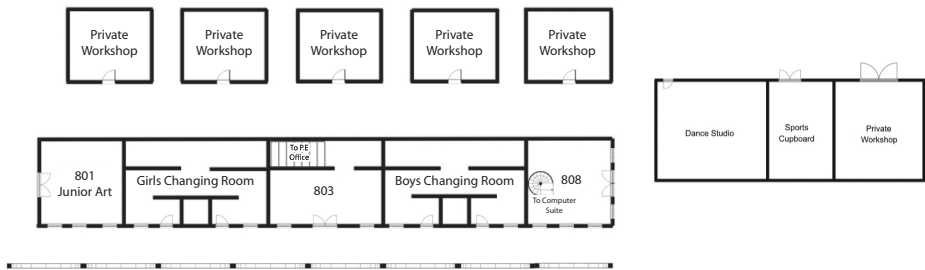 Private
Workshop
Private
Workshop
Private
Workshop
Private
Workshop
Private
Workshop
Dance Studio
Sports
Cupboard
Private
Workshop
801
Junior Art
Girls Changing Room
To P.E
Office
803
Boys Changing Room
808
To Computer
Suite